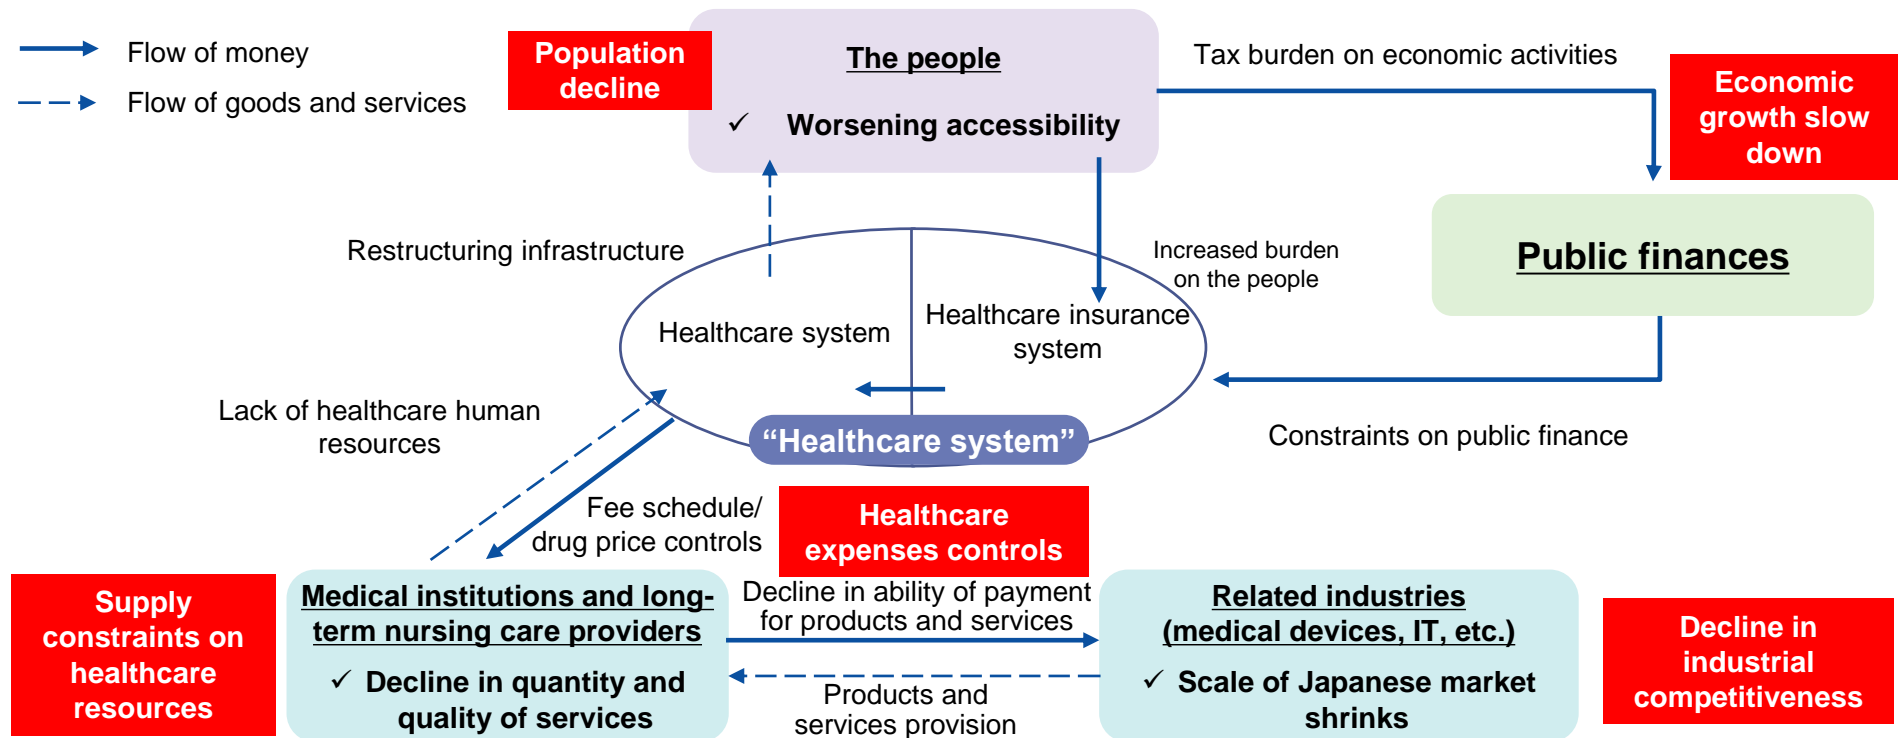 Flow of money
Flow of goods and services
Population
decline
The people
✓ Worsening accessibility
Tax burden on economic activities
Economic
growth slow
down
Public finances
Restructuring infrastructure
Increased burden
on the people
Healthcare system
Healthcare insurance
system
“Healthcare system”
Lack of healthcare human
resources
Constraints on public finance
Fee schedule/
drug price controls
Healthcare
expenses controls
Supply
constraints on
healthcare
resources
Medical institutions and long-
term nursing care providers
✓ Decline in quantity and
quality of services
Decline in ability of payment
for products and services
Products and
services provision
Related industries
(medical devices, IT, etc.)
✓ Scale of Japanese market
shrinks
Decline in
industrial
competitiveness